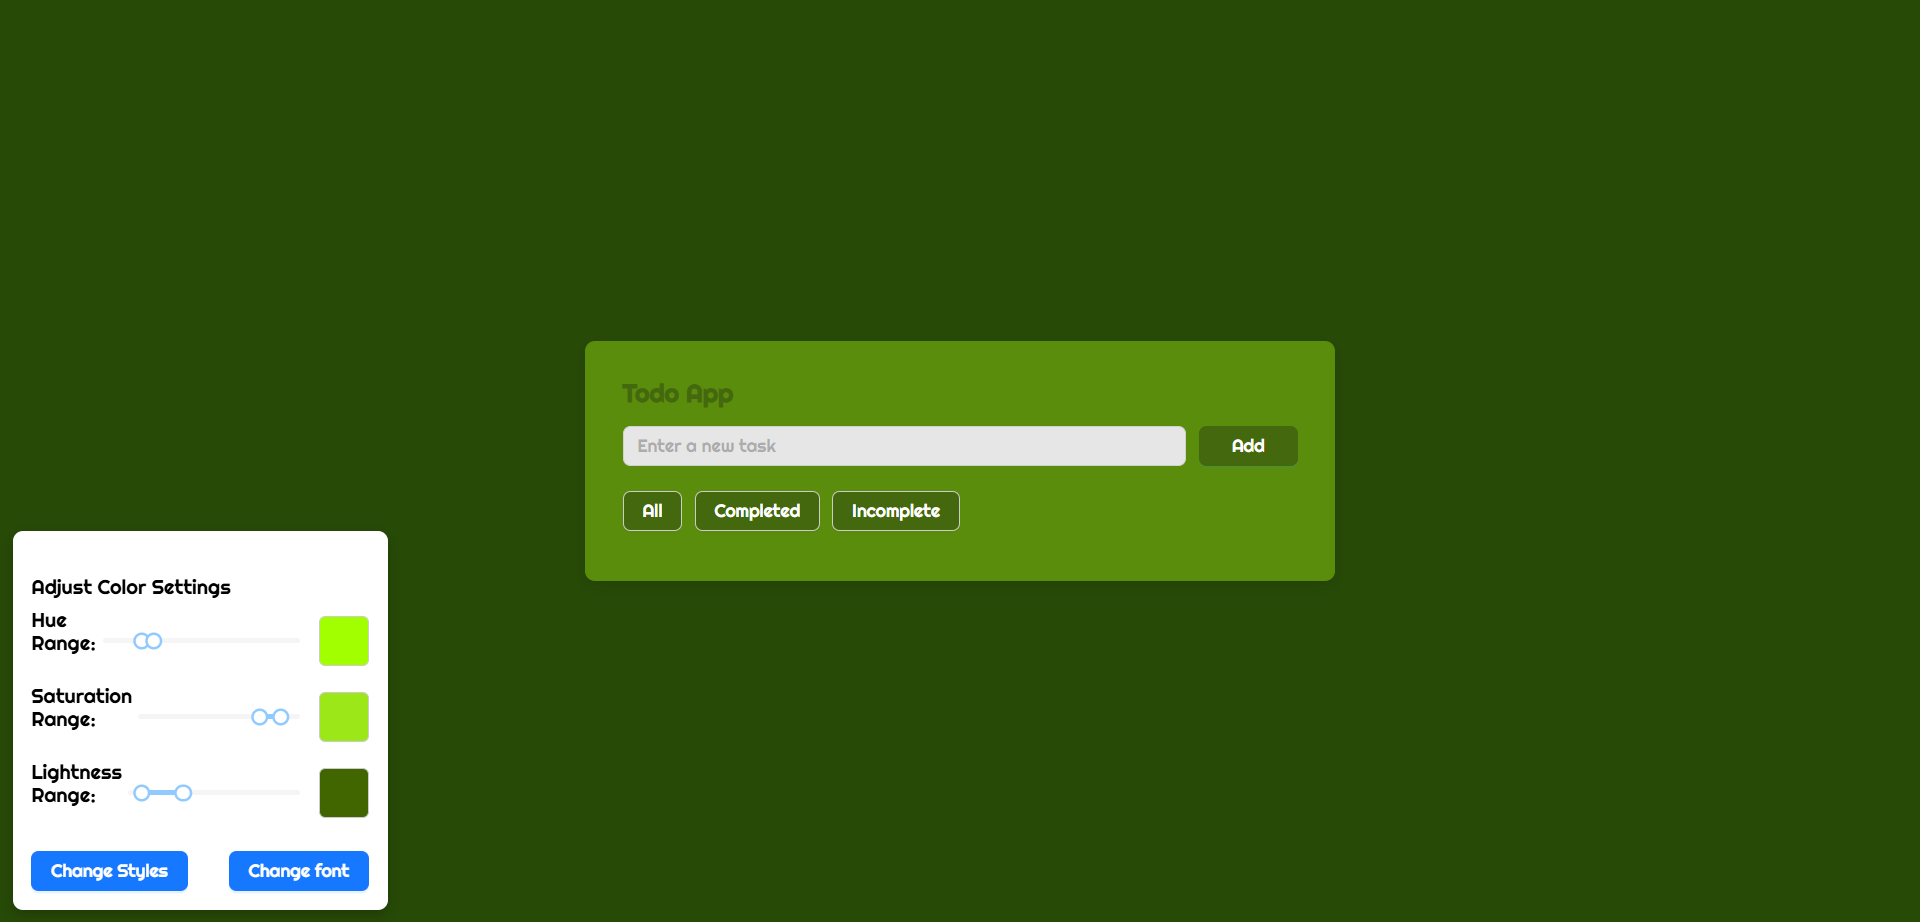 Todo App
Enter a new task
Add
All
Completed
Incomplete
Adjust Color Settings
Hue
Range:
Saturation
Range:
Lightness
Range:
Change Styles
Change font